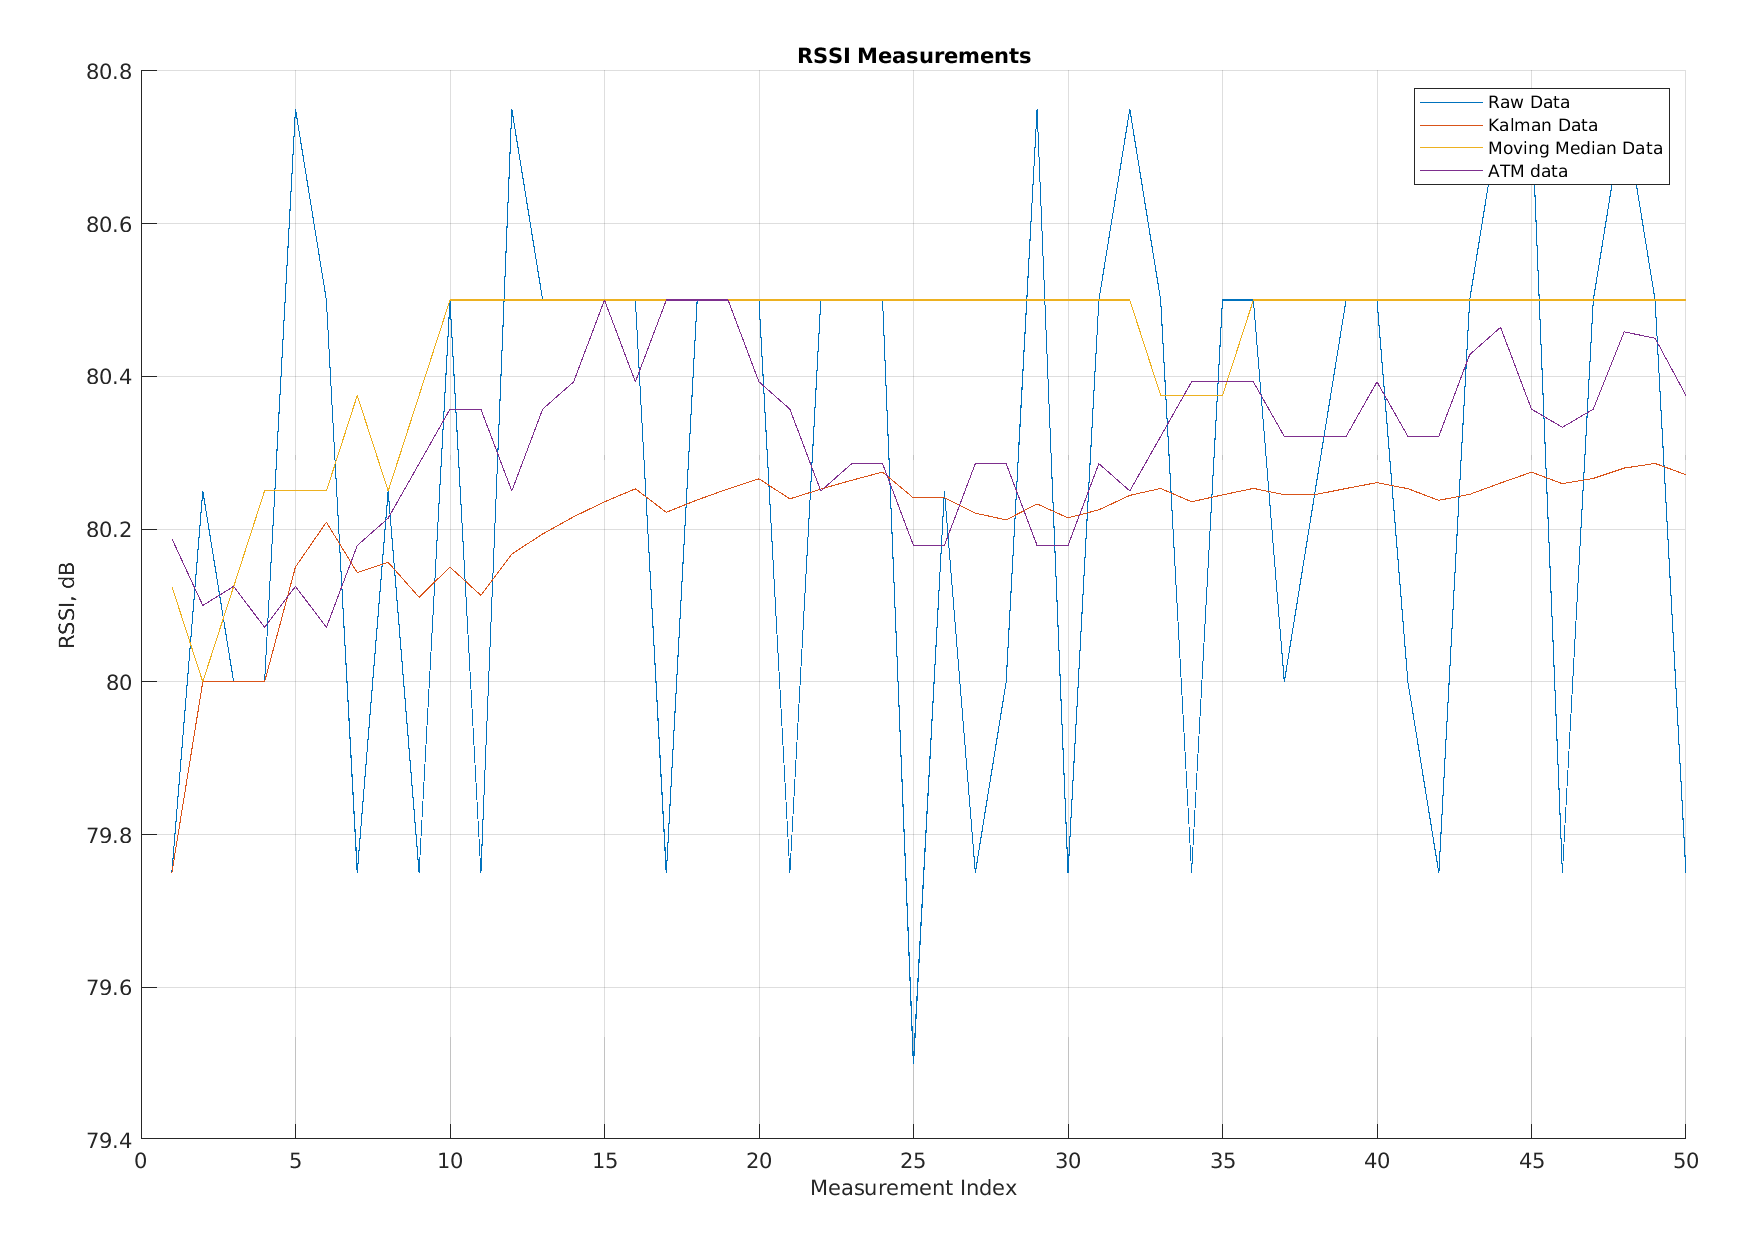 RSSI Measurements
80.8
80.6
80.4
80.2
80
79.8
79.6
79.4
RSSI, dB
Raw Data
Kalman Data
Moving Median Data
ATM data
0 5 10 15 20 25 30 35 40 45 50
Measurement Index